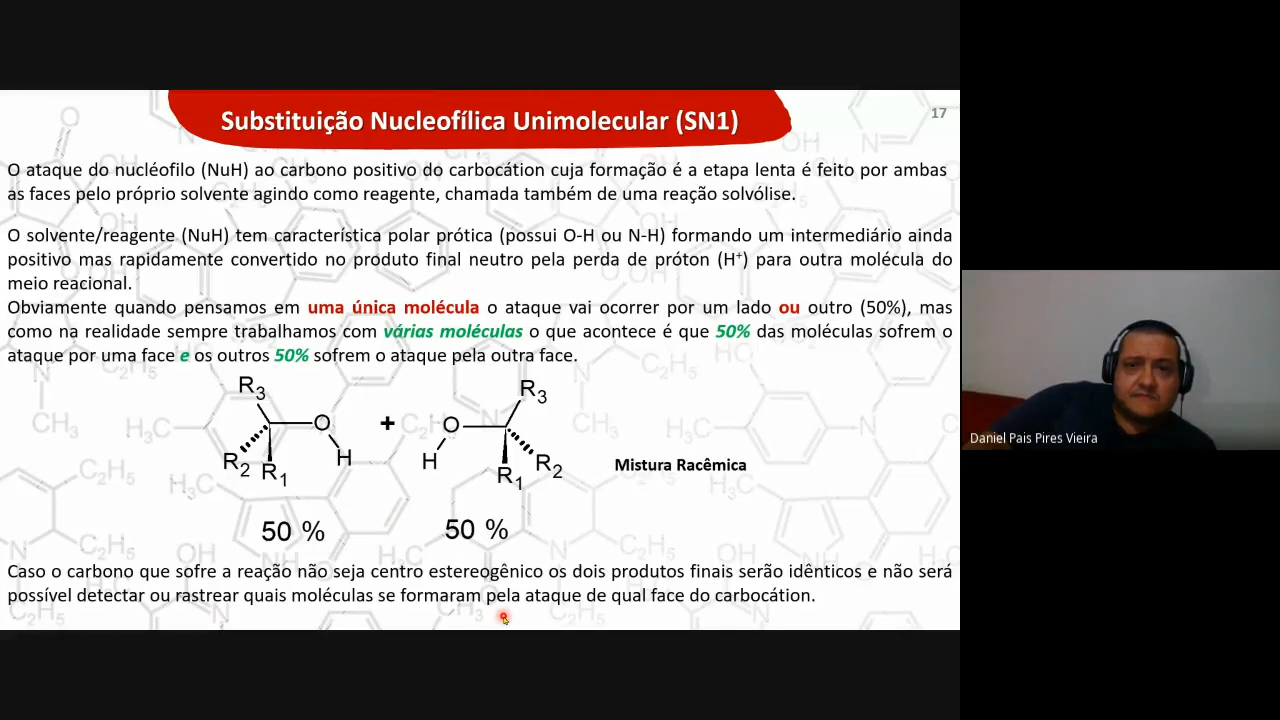 Substituição Nucleofílica Unimolecular (SN1)
17
O ataque do nucléofilo (NuH) ao carbono positivo do carbocátion cuja formação é a etapa lenta é feito por ambas
as faces pelo próprio solvente agindo como reagente, chamada também de uma reação solvólise.
O solvente/reagente (NuH) tem característica polar prótica (possui O-H ou N-H) formando um intermediário ainda
positivo mas rapidamente convertido no produto final neutro pela perda de próton (H⁺) para outra molécula do
meio reacional.
Obviamente quando pensamos em uma única molécula o ataque vai ocorrer por um lado ou outro (50%), mas
como na realidade sempre trabalhamos com várias moléculas o que acontece é que 50% das moléculas sofrem o
ataque por uma face e os outros 50% sofrem o ataque pela outra face.
R₃ O H R₂ R₁
+
R₃ O H R₁ R₂
Mistura Racêmica
50 % 50 %
Caso o carbono que sofre a reação não seja centro estereogênico os dois produtos finais serão idênticos e não será
possível detectar ou rastrear quais moléculas se formaram pela ataque de qual face do carbocátion.
Daniel Pais Pires Vieira